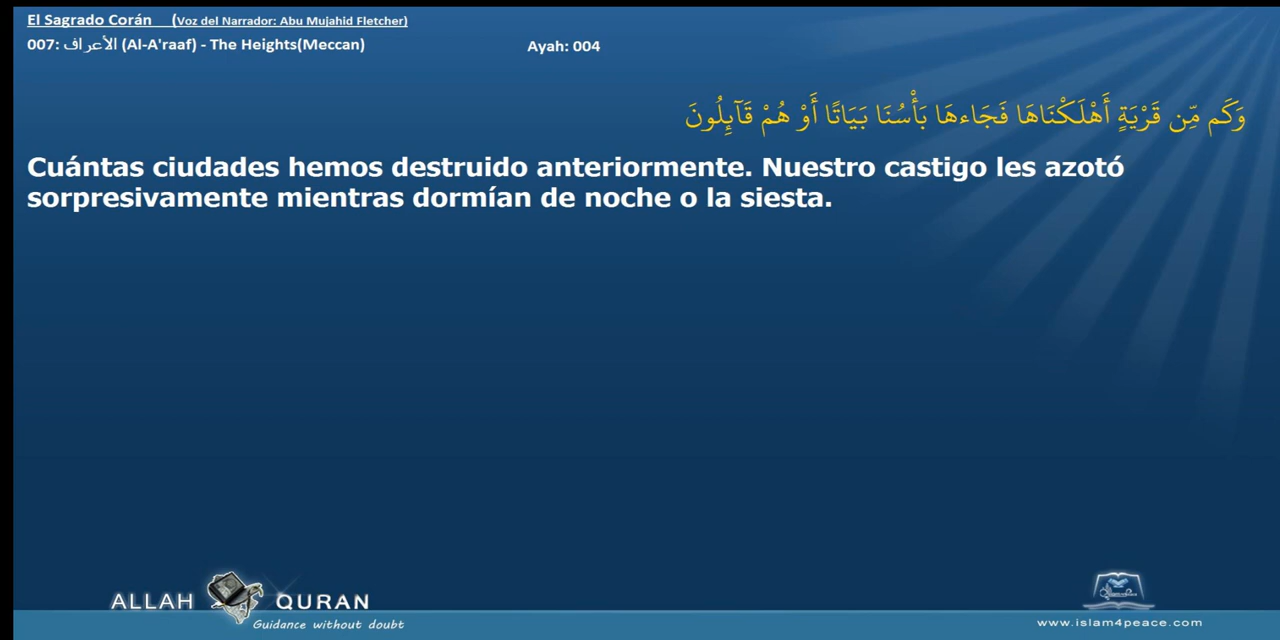 El Sagrado Corán (Voz del Narrador: Abu Mujahid Fletcher)
007: الأعراف (Al-A'raaf) - The Heights(Meccan) Ayah: 004
وَكَم مِّن قَرْيَةٍ أَهْلَكْنَاهَا فَجَاءهَا بَأْسُنَا بَيَاتًا أَوْ هُمْ قَآئِلُونَ
Cuántas ciudades hemos destruido anteriormente. Nuestro castigo les azotó
sorpresivamente mientras dormían de noche o la siesta.
ALLAH QURAN
Guidance without doubt
www.islam4peace.com